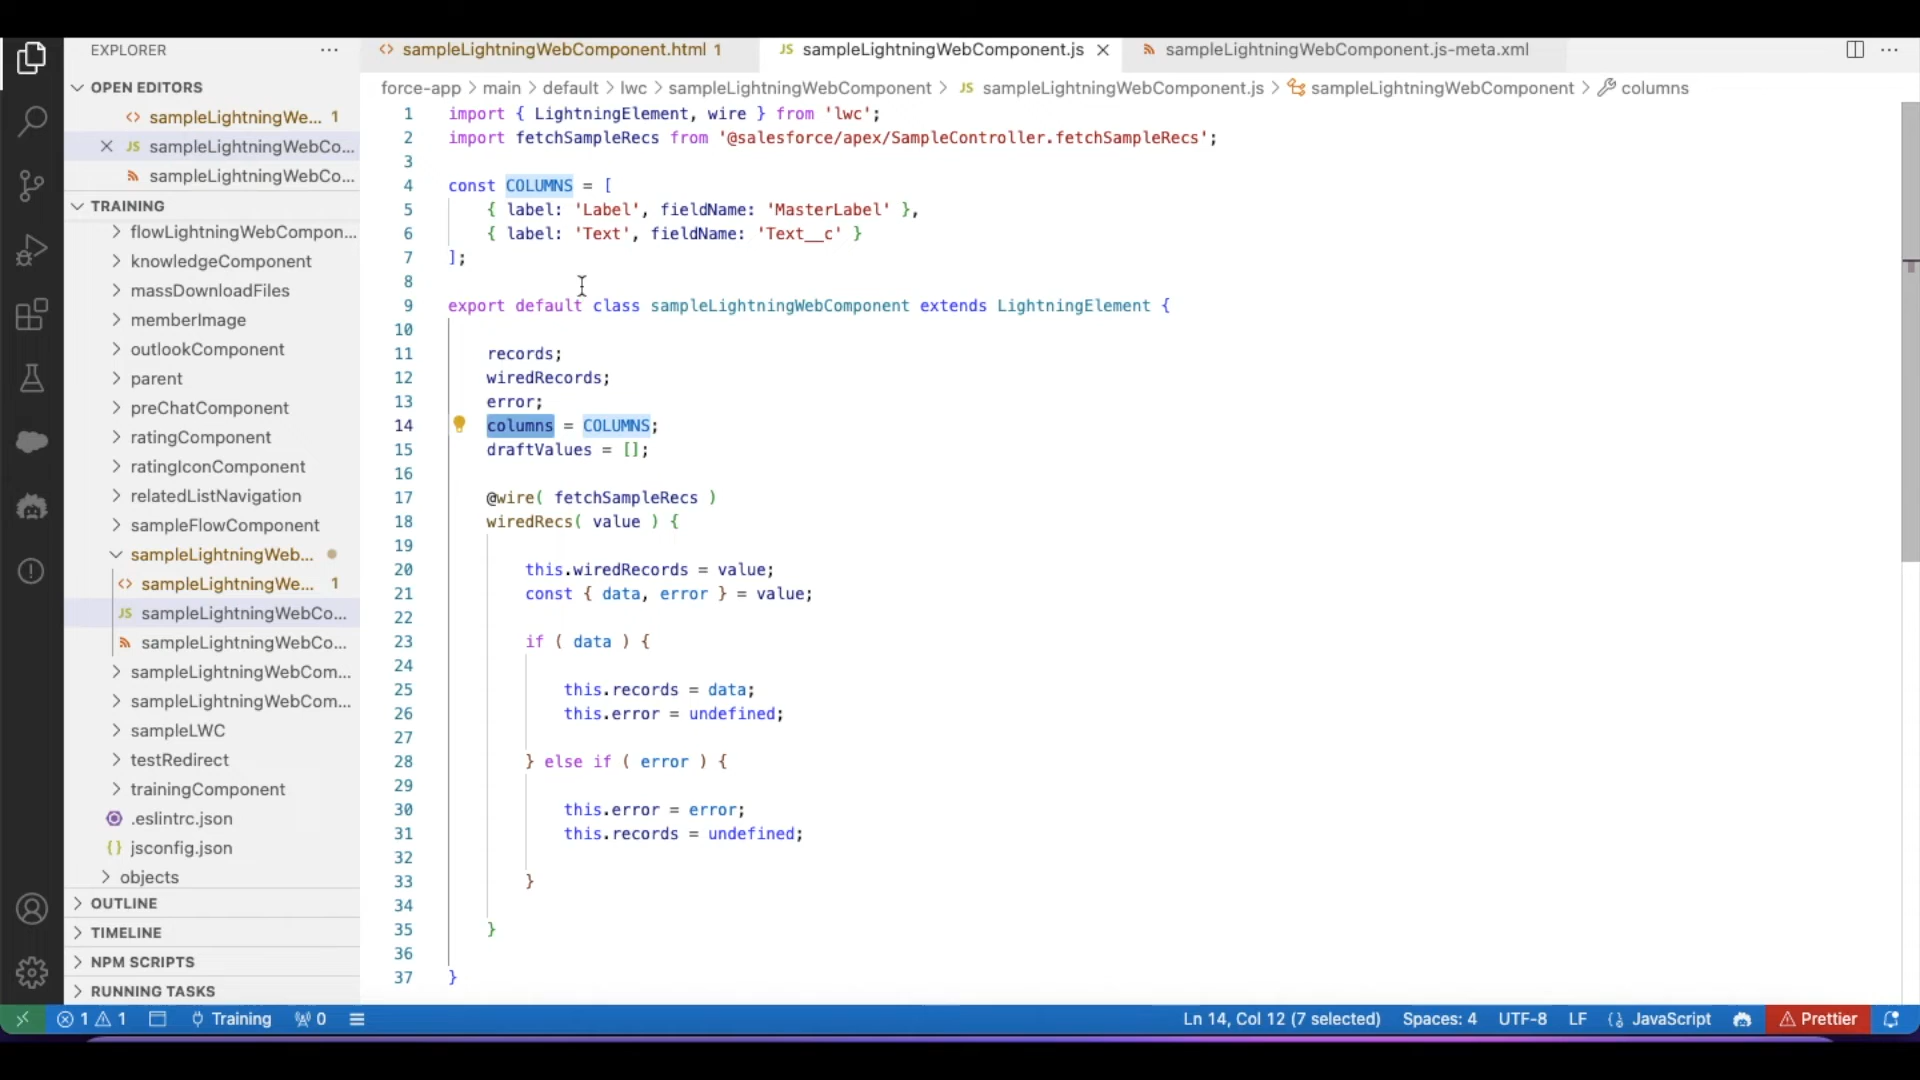 EXPLORER
OPEN EDITORS
sampleLightningWe... 1
sampleLightningWebCo...
sampleLightningWebCo...
TRAINING
flowLightningWebCompon...
knowledgeComponent
massDownloadFiles
memberImage
outlookComponent
parent
preChatComponent
ratingComponent
ratingIconComponent
relatedListNavigation
sampleFlowComponent
sampleLightningWeb...
sampleLightningWe... 1
JS sampleLightningWebCo...
sampleLightningWebCo...
sampleLightningWebCom...
sampleLightningWebCom...
sampleLWC
testRedirect
trainingComponent
.eslintrc.json
{} jsconfig.json
objects
OUTLINE
TIMELINE
NPM SCRIPTS
RUNNING TASKS
sampleLightningWebComponent.html 1
JS sampleLightningWebComponent.js
sampleLightningWebComponent.js-meta.xml
force-app > main > default > lwc > sampleLightningWebComponent > JS sampleLightningWebComponent.js > sampleLightningWebComponent > columns
1 import { LightningElement, wire } from 'lwc';
2 import fetchSampleRecs from '@salesforce/apex/SampleController.fetchSampleRecs';
3
4 const COLUMNS = [
5 { label: 'Label', fieldName: 'MasterLabel' },
6 { label: 'Text', fieldName: 'Text__c' }
7 ];
8
9 export default class sampleLightningWebComponent extends LightningElement {
10
11 records;
12 wiredRecords;
13 error;
14 columns = COLUMNS;
15 draftValues = [];
16
17 @wire( fetchSampleRecs )
18 wiredRecs( value ) {
19
20 this.wiredRecords = value;
21 const { data, error } = value;
22
23 if ( data ) {
24
25 this.records = data;
26 this.error = undefined;
27
28 } else if ( error ) {
29
30 this.error = error;
31 this.records = undefined;
32
33 }
34
35 }
36
37 }
1 1 Training 0 Ln 14, Col 12 (7 selected) Spaces: 4 UTF-8 LF JavaScript Prettier